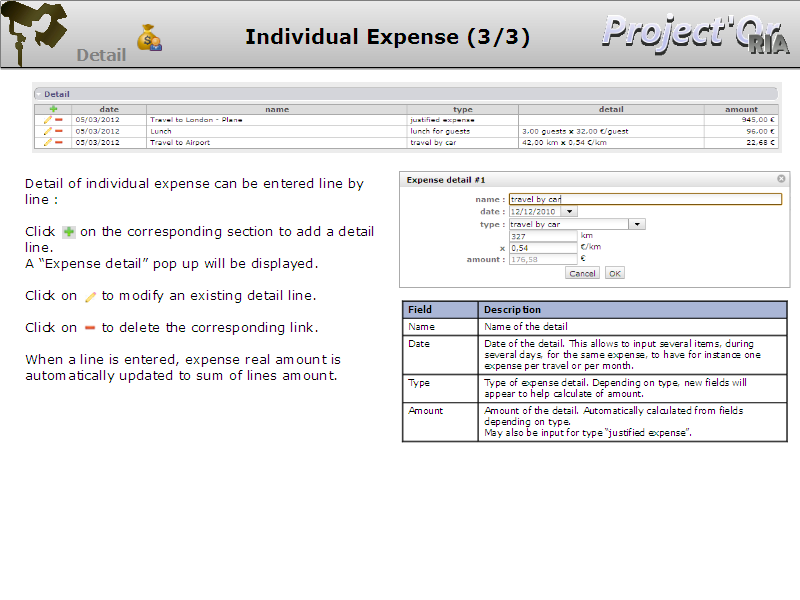 Detail
Individual Expense (3/3)
Project'Or
RIA
Detail
date name type detail amount
05/03/2012 Travel to London - Plane justified expense 945,00 €
05/03/2012 Lunch lunch for guests 3,00 guests x 32,00 €/guest 96,00 €
05/03/2012 Travel to Airport travel by car 42,00 km x 0,54 €/km 22,68 €
Detail of individual expense can be entered line by
line :
Click on the corresponding section to add a detail
line.
A “Expense detail” pop up will be displayed.
Click on to modify an existing detail line.
Click on to delete the corresponding link.
When a line is entered, expense real amount is
automatically updated to sum of lines amount.
Expense detail #1
name : travel by car
date : 12/12/2010
type : travel by car
327 km
x 0,54 €/km
amount : 176,58 €
Cancel OK
Field Description
Name Name of the detail
Date Date of the detail. This allows to input several items, during
several days, for the same expense, to have for instance one
expense per travel or per month.
Type Type of expense detail. Depending on type, new fields will
appear to help calculate of amount.
Amount Amount of the detail. Automatically calculated from fields
depending on type.
May also be input for type “justified expense”.